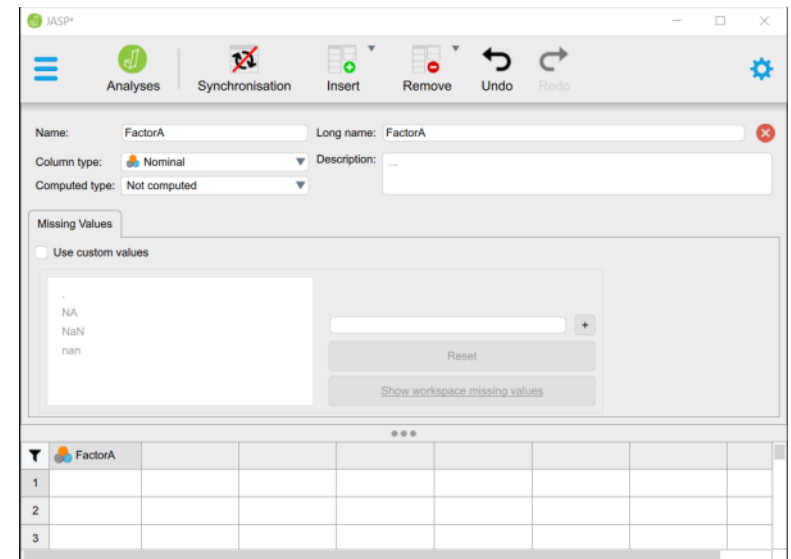 JASP*
Analyses
Synchronisation
Insert
Remove
Undo
Redo
Name: FactorA
Long name: FactorA
Column type: Nominal
Description: ...
Computed type: Not computed
Missing Values
Use custom values
.
NA
NaN
nan
+
Reset
Show workspace missing values
FactorA
1
2
3